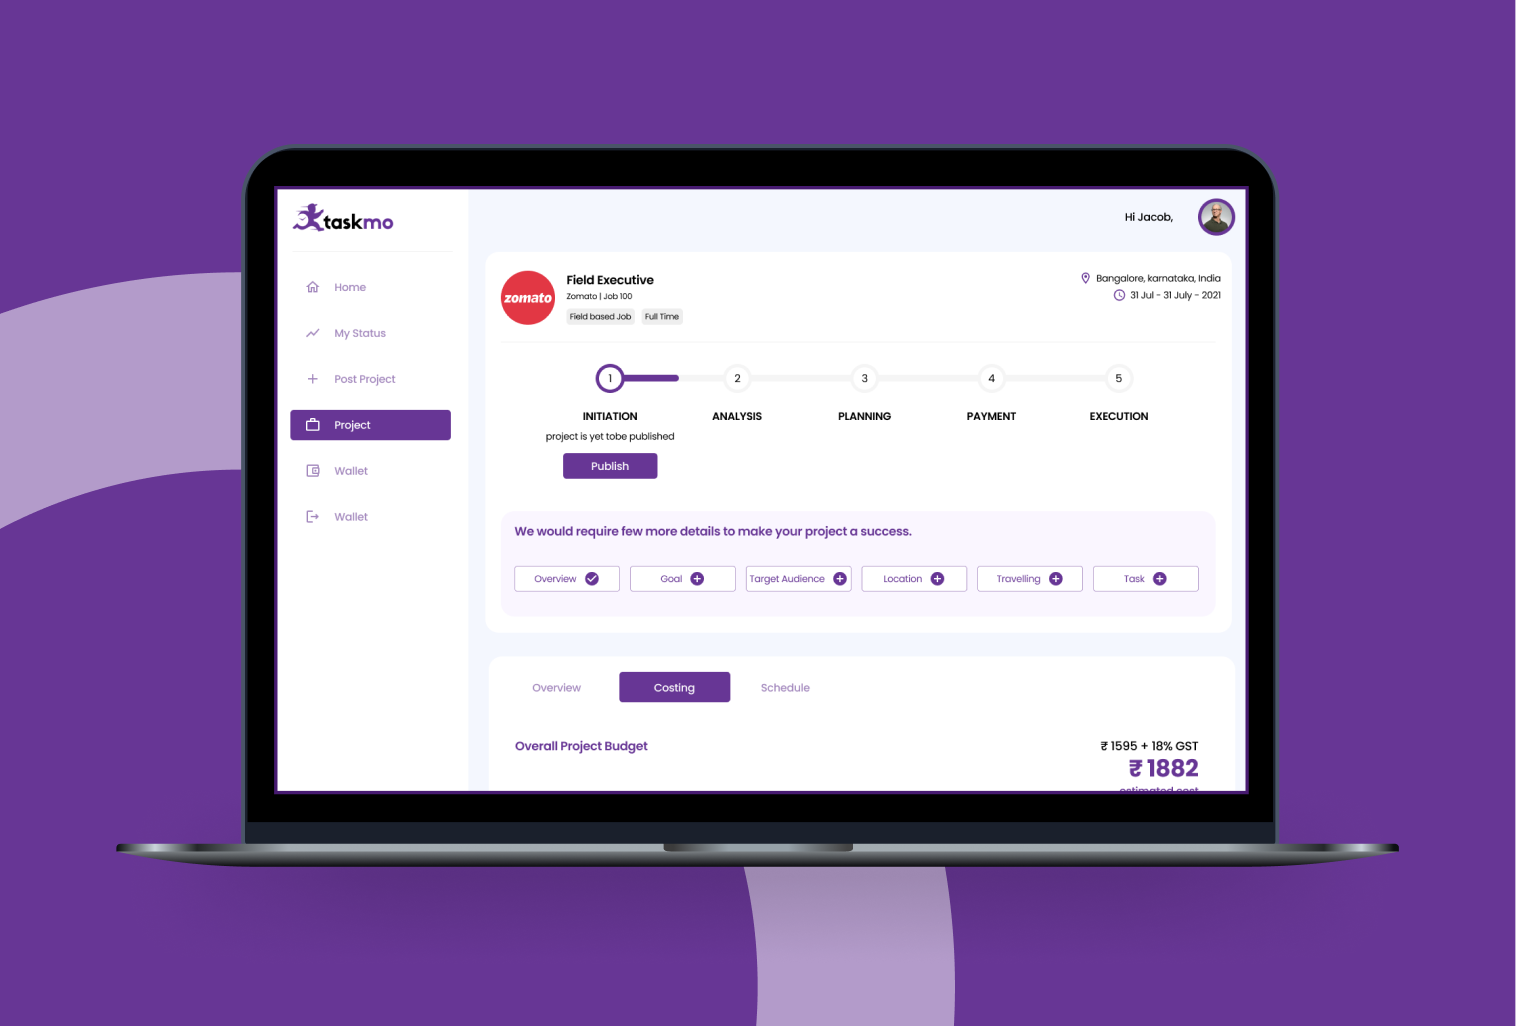 taskmo
Hi Jacob,
Home
My Status
Post Project
Project
Wallet
Wallet
zomato
Field Executive
Zomato | Job 100
Field based Job Full Time
Bangalore, karnataka, India
31 Jul - 31 July - 2021
1 2 3 4 5
INITIATION ANALYSIS PLANNING PAYMENT EXECUTION
project is yet tobe published
Publish
We would require few more details to make your project a success.
Overview Goal Target Audience Location Travelling Task
Overview Costing Schedule
Overall Project Budget
₹ 1595 + 18% GST
₹ 1882
estimated cost